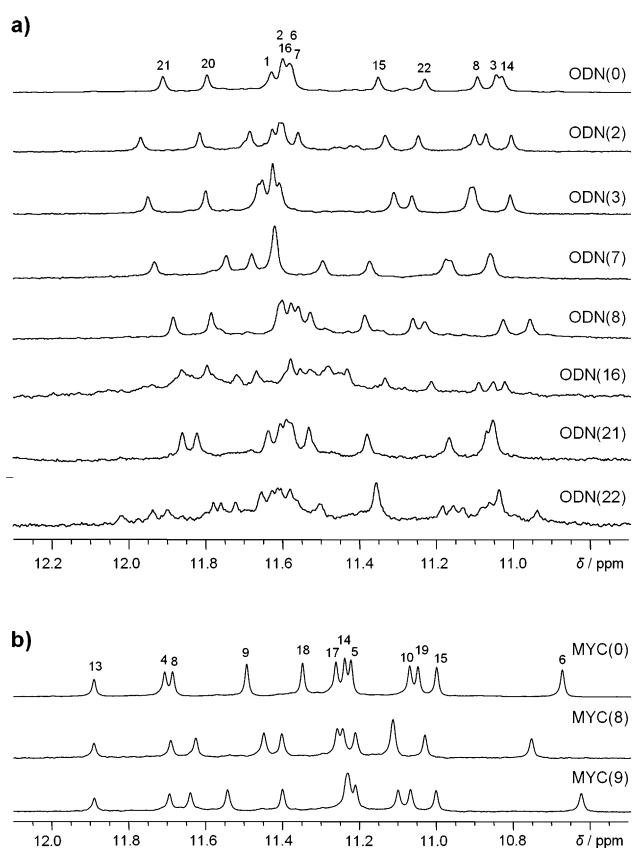 a)
2 6
21 20 1 16 7 15 22 8 3 14
ODN(0)
ODN(2)
ODN(3)
ODN(7)
ODN(8)
ODN(16)
ODN(21)
ODN(22)
12.2 12.0 11.8 11.6 11.4 11.2 11.0 δ / ppm
b)
MYC(0)
13 4 8 9 18 17 14 5 10 19 15 6
MYC(8)
MYC(9)
12.0 11.8 11.6 11.4 11.2 11.0 10.8 δ / ppm